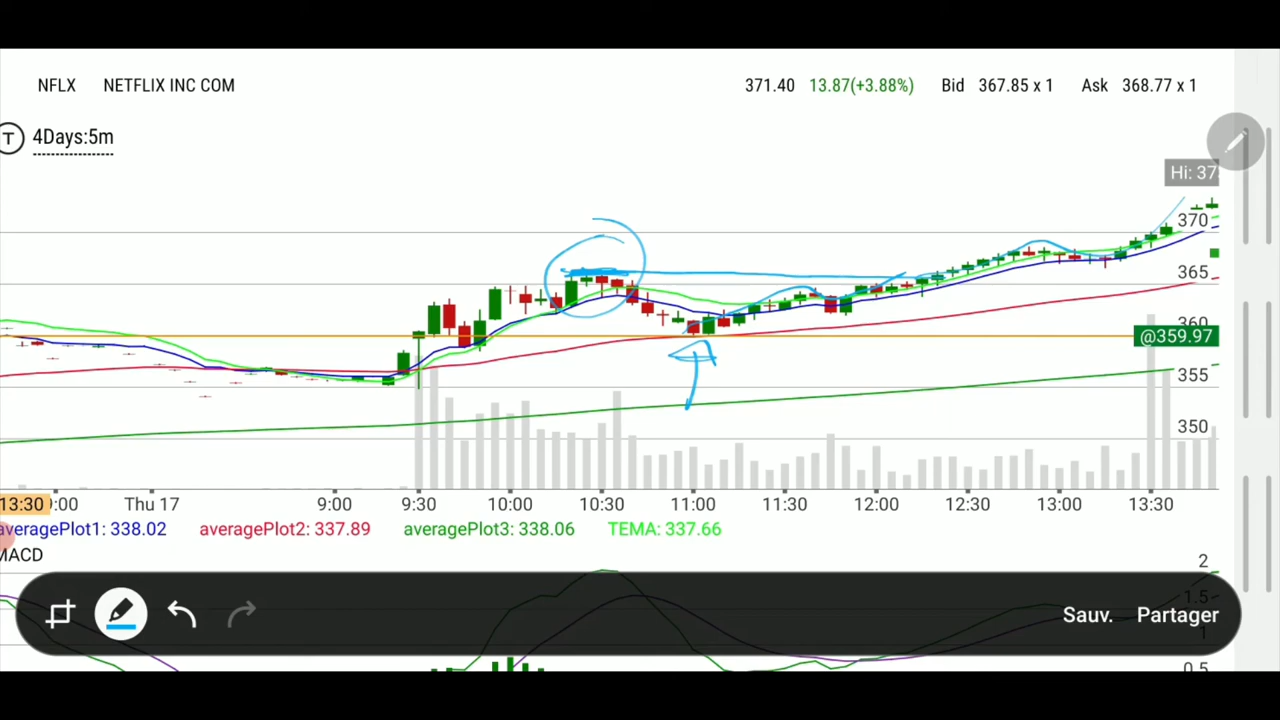 NFLX NETFLIX INC COM 371.40 13.87(+3.88%) Bid 367.85 x 1 Ask 368.77 x 1
T 4Days:5m
Hi: 37
370
365
360
@359.97
355
350
13:30 :00 Thu 17 9:00 9:30 10:00 10:30 11:00 11:30 12:00 12:30 13:00 13:30
averagePlot1: 338.02 averagePlot2: 337.89 averagePlot3: 338.06 TEMA: 337.66
MACD
2
1.5
Sauv. Partager
1
0.5